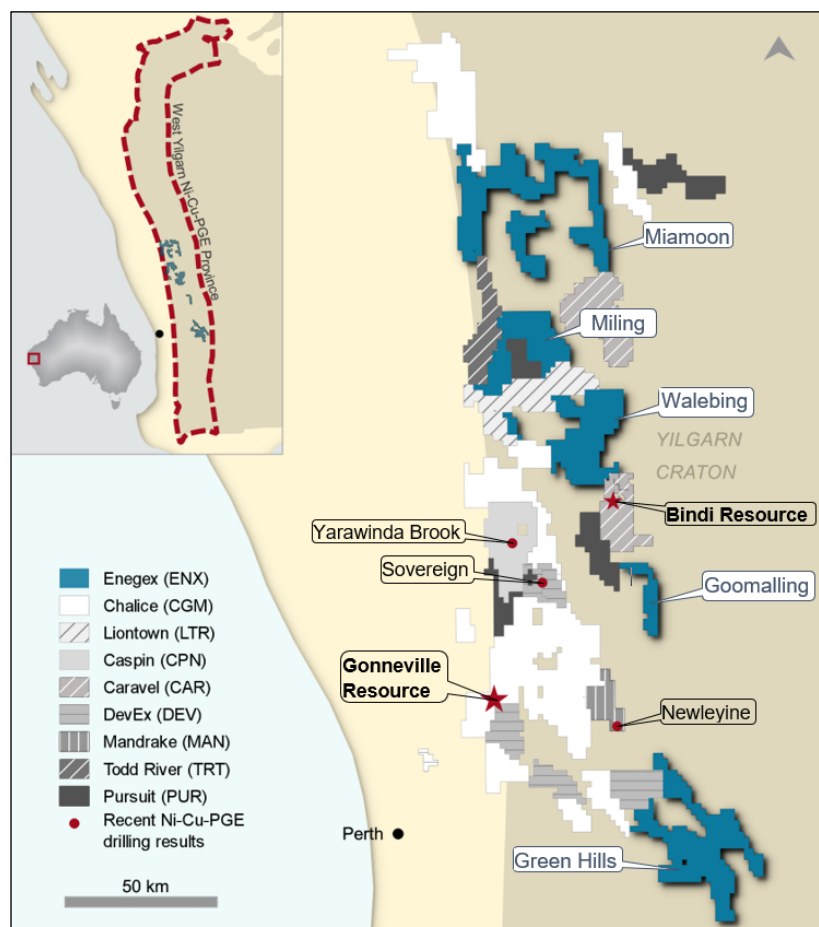 West Yilgarn Ni-Cu-PGE Province
Miamoon
Miling
Walebing
YILGARN
CRATON
Bindi Resource
Yarawinda Brook
Sovereign
Goomalling
Gonneville
Resource
Newleyine
Enegex (ENX)
Chalice (CGM)
Liontown (LTR)
Caspin (CPN)
Caravel (CAR)
DevEx (DEV)
Mandrake (MAN)
Todd River (TRT)
Pursuit (PUR)
Recent Ni-Cu-PGE
drilling results
Perth
Green Hills
50 km